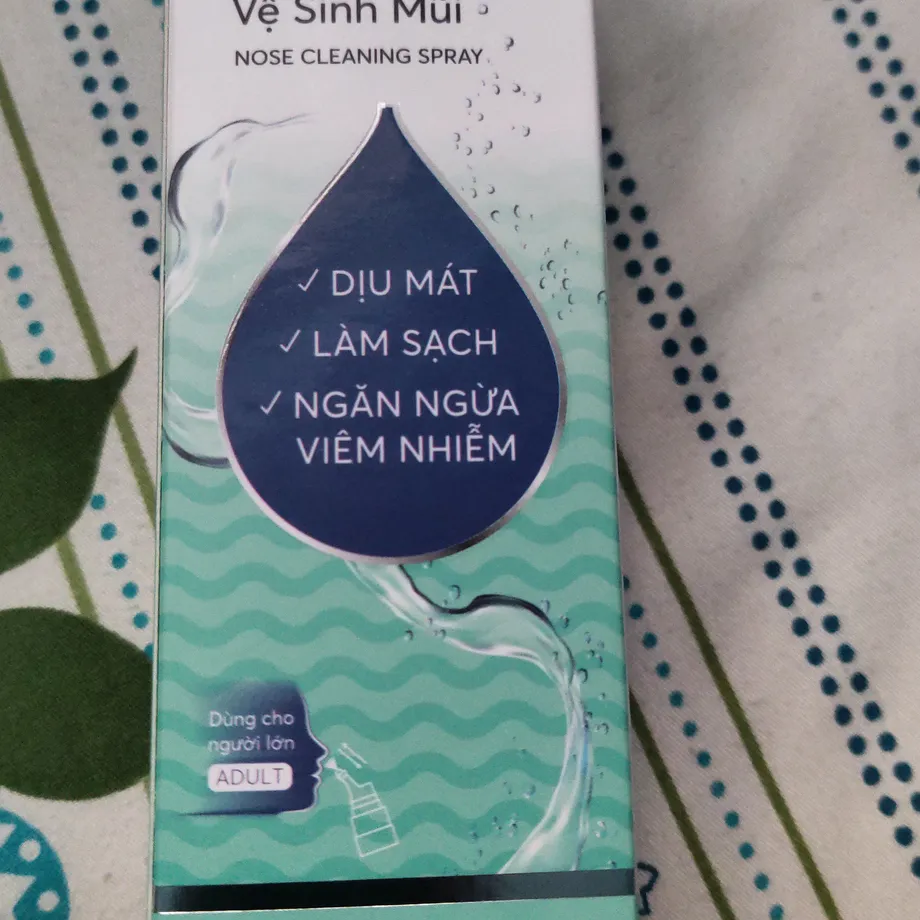 Vệ Sinh Mũi
NOSE CLEANING SPRAY
✓ DỊU MÁT
✓ LÀM SẠCH
✓ NGĂN NGỪA
VIÊM NHIỄM
Dùng cho
người lớn
ADULT